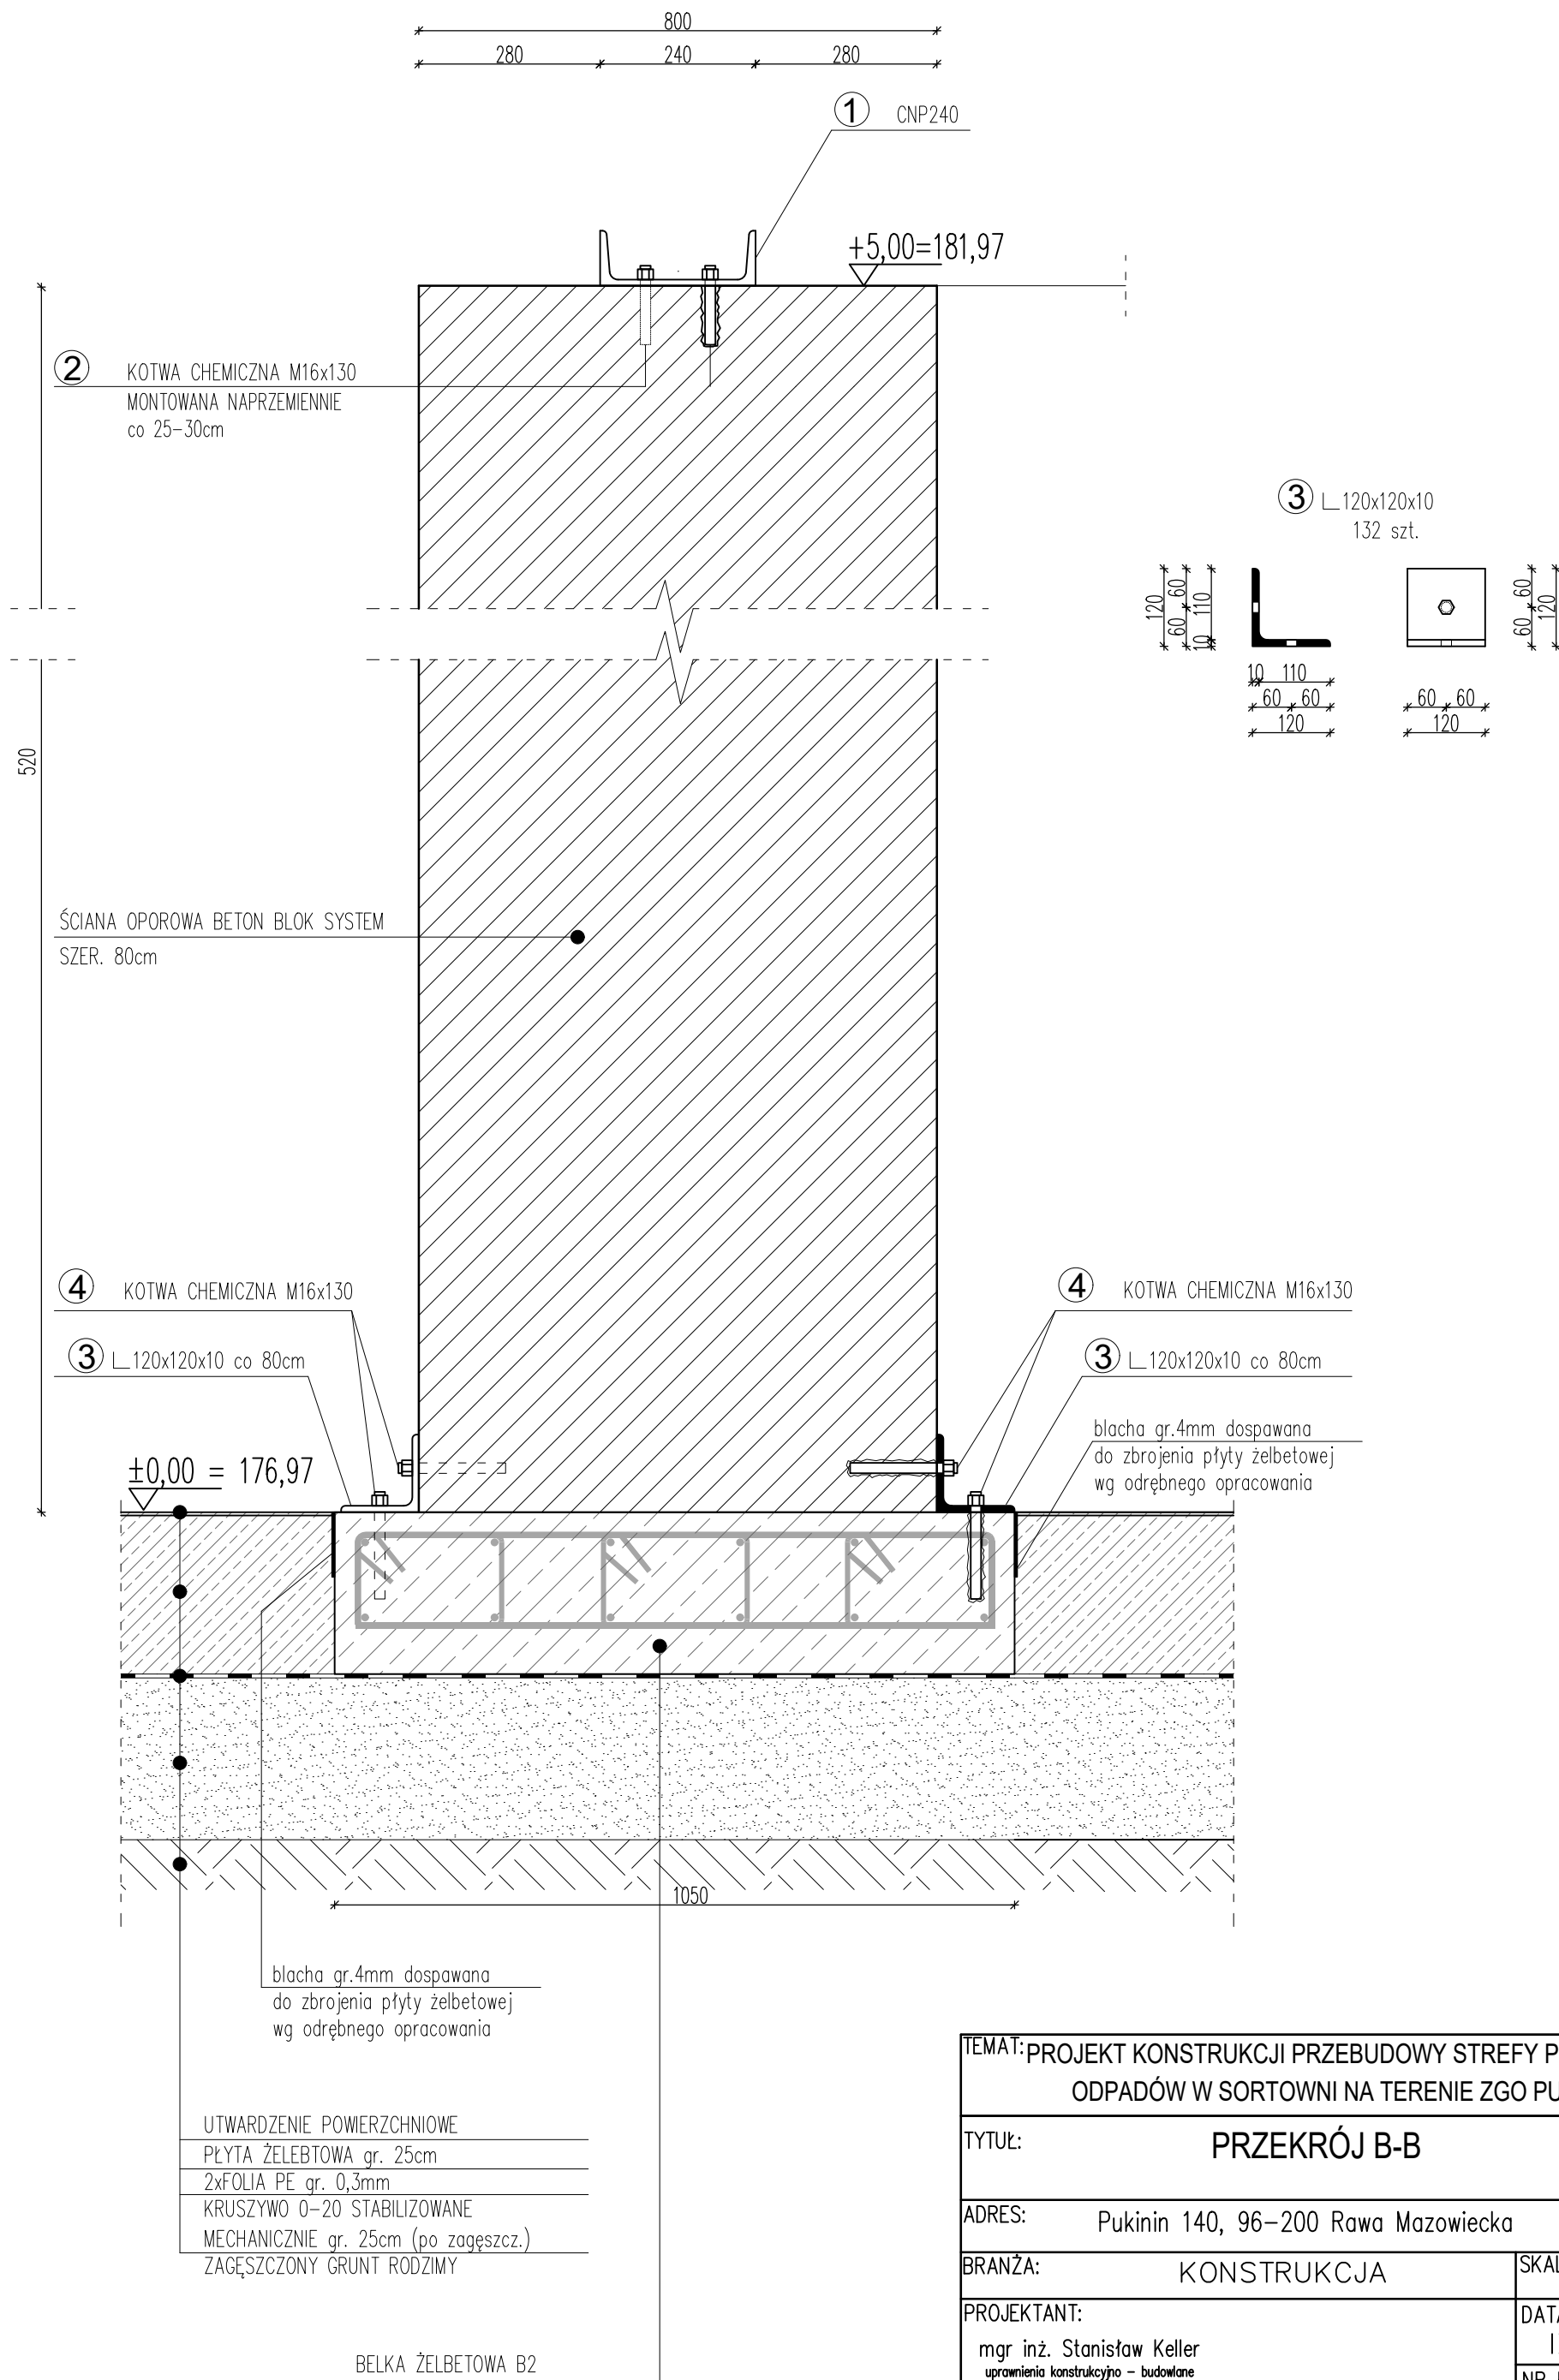 800
280 240 280
① CNP240
+5,00=181,97
② KOTWA CHEMICZNA M16x130
MONTOWANA NAPRZEMIENNIE
co 25-30cm
③ L 120x120x10
132 szt.
120 60 60 110 10
10 110
60 60
120
60 60
120
60 60 120
520
ŚCIANA OPOROWA BETON BLOK SYSTEM
SZER. 80cm
④ KOTWA CHEMICZNA M16x130
③ L 120x120x10 co 80cm
④ KOTWA CHEMICZNA M16x130
③ L 120x120x10 co 80cm
blacha gr.4mm dospawana
do zbrojenia płyty żelbetowej
wg odrębnego opracowania
±0,00 = 176,97
1050
blacha gr.4mm dospawana
do zbrojenia płyty żelbetowej
wg odrębnego opracowania
UTWARDZENIE POWIERZCHNIOWE
PŁYTA ŻELEBTOWA gr. 25cm
2xFOLIA PE gr. 0,3mm
KRUSZYWO 0-20 STABILIZOWANE
MECHANICZNIE gr. 25cm (po zagęszcz.)
ZAGĘSZCZONY GRUNT RODZIMY
BELKA ŻELBETOWA B2
TEMAT: PROJEKT KONSTRUKCJI PRZEBUDOWY STREFY P
ODPADÓW W SORTOWNI NA TERENIE ZGO PU
TYTUŁ: PRZEKRÓJ B-B
ADRES: Pukinin 140, 96-200 Rawa Mazowiecka
BRANŻA: KONSTRUKCJA
SKAL
PROJEKTANT:
DATA
mgr inż. Stanisław Keller
uprawnienia konstrukcyjno - budowlane